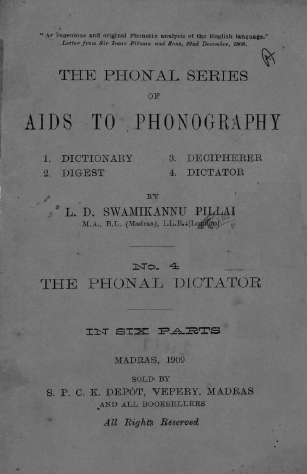 "An ingenious and original Phonetic analysis of the English language."
Letter from Sir Isaac Pitman and Sons, 22nd December, 1908.
THE PHONAL SERIES
OF
AIDS TO PHONOGRAPHY
1. DICTIONARY 3. DECIPHERER
2. DIGEST 4. DICTATOR
BY
L. D. SWAMIKANNU PILLAI
M.A., B.L. (Madras), LL.B. (London)
No. 4
THE PHONAL DICTATOR
IN SIX PARTS
MADRAS, 1909
SOLD BY
S. P. C. K. DEPÔT, VEPERY, MADRAS
AND ALL BOOKSELLERS
All Rights Reserved